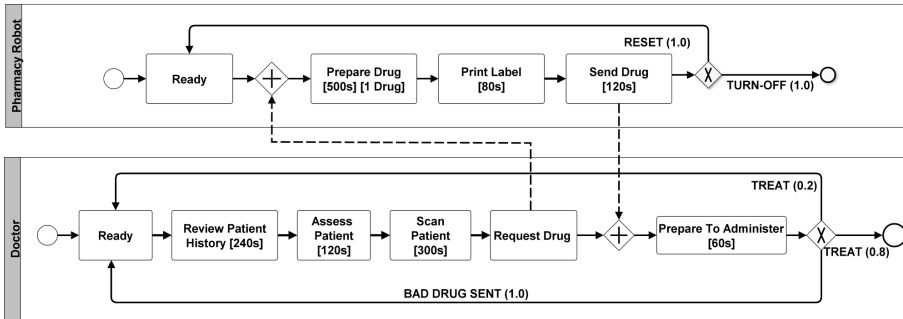 Pharmacy Robot
RESET (1.0)
Ready
Prepare Drug
[500s] [1 Drug]
Print Label
[80s]
Send Drug
[120s]
X
TURN-OFF (1.0)
Doctor
TREAT (0.2)
Ready
Review Patient
History [240s]
Assess
Patient
[120s]
Scan
Patient
[300s]
Request Drug
Prepare To Administer
[60s]
X
TREAT (0.8)
BAD DRUG SENT (1.0)